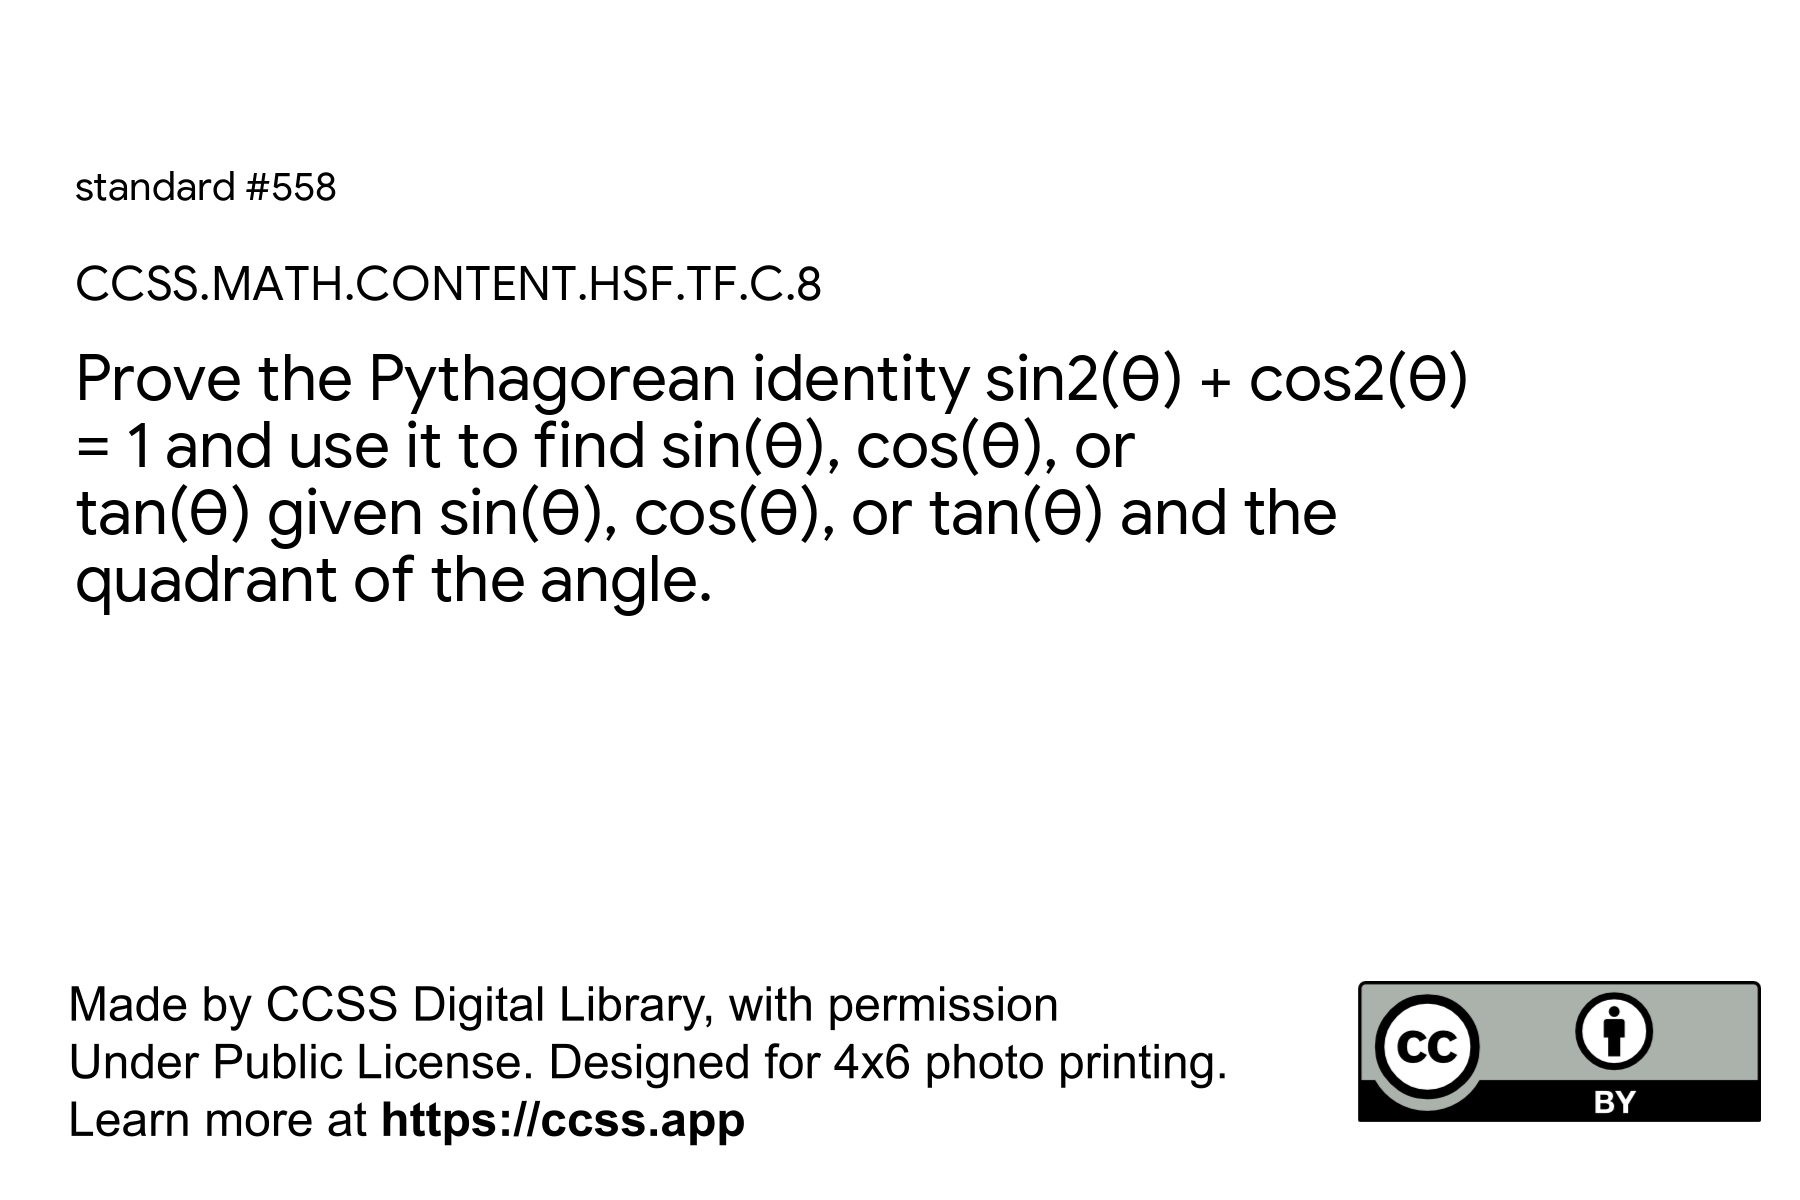 standard #558
CCSS.MATH.CONTENT.HSF.TF.C.8
Prove the Pythagorean identity sin2(θ) + cos2(θ)
= 1 and use it to find sin(θ), cos(θ), or
tan(θ) given sin(θ), cos(θ), or tan(θ) and the
quadrant of the angle.
Made by CCSS Digital Library, with permission
Under Public License. Designed for 4x6 photo printing.
Learn more at https://ccss.app
cc
BY